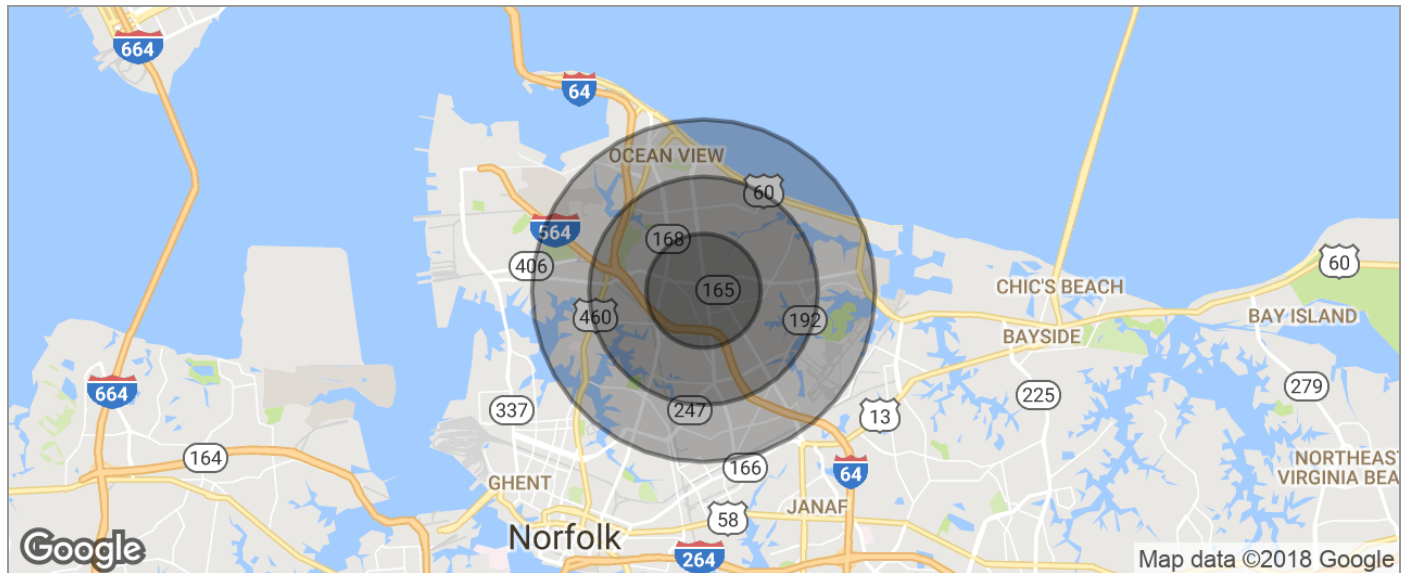 664
64
OCEAN VIEW
60
564
168
406
60
165
CHIC'S BEACH
460
192
BAY ISLAND
BAYSIDE
664
279
225
337
247
13
164
166
64
NORTHEAST
VIRGINIA BEA
GHENT
JANAF
58
Norfolk
264
Google
Map data ©2018 Google